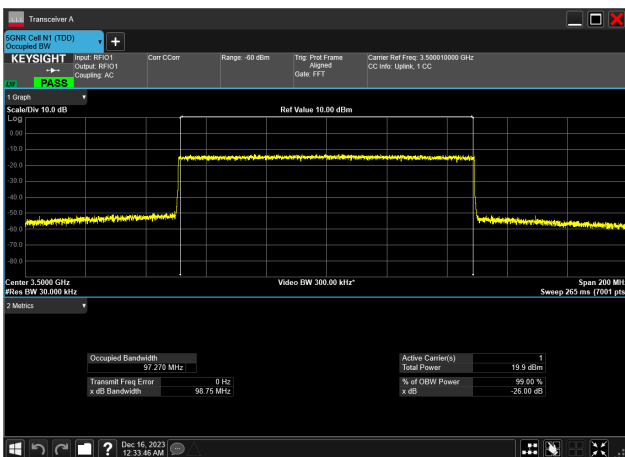 Transceiver A
5GNR Cell N1 (TDD)
Occupied BW
KEYSIGHT
PASS
Input: RFIO1
Output: RFIO1
Coupling: AC
Corr CCorr
Range: -60 dBm
Trig: Prot Frame
Aligned
Gate: FFT
Carrier Ref Freq: 3.500010000 GHz
CC Info: Uplink, 1 CC
1 Graph
Scale/Div 10.0 dB
Ref Value 10.00 dBm
Log
0.00
-10.0
-20.0
-30.0
-40.0
-50.0
-60.0
-70.0
-80.0
Center 3.5000 GHz
Video BW 300.00 kHz*
Span 200 MHz
#Res BW 30.000 kHz
Sweep 265 ms (7001 pts)
2 Metrics
Occupied Bandwidth
97.270 MHz
Transmit Freq Error 0 Hz
x dB Bandwidth 98.75 MHz
Active Carrier(s) 1
Total Power 19.9 dBm
% of OBW Power 99.00 %
x dB -26.00 dB
?
Dec 16, 2023
12:33:46 AM